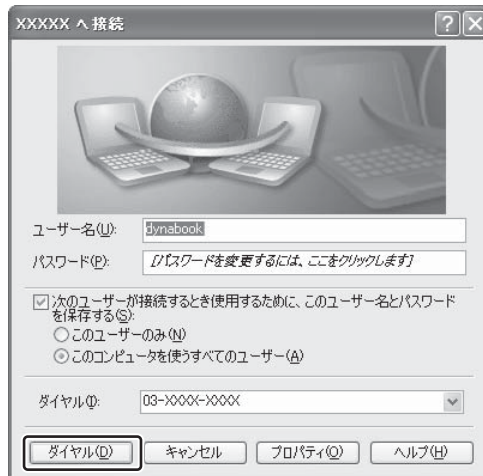 XXXXX へ接続
ユーザー名(U):
dynabook
パスワード(P):
[パスワードを変更するには、ここをクリックします]
次のユーザーが接続するとき使用するために、このユーザー名とパスワード
を保存する(S):
このユーザーのみ(N)
このコンピュータを使うすべてのユーザー(A)
ダイヤル(I):
03-XXXX-XXXX
ダイヤル(D) キャンセル プロパティ(O) ヘルプ(H)